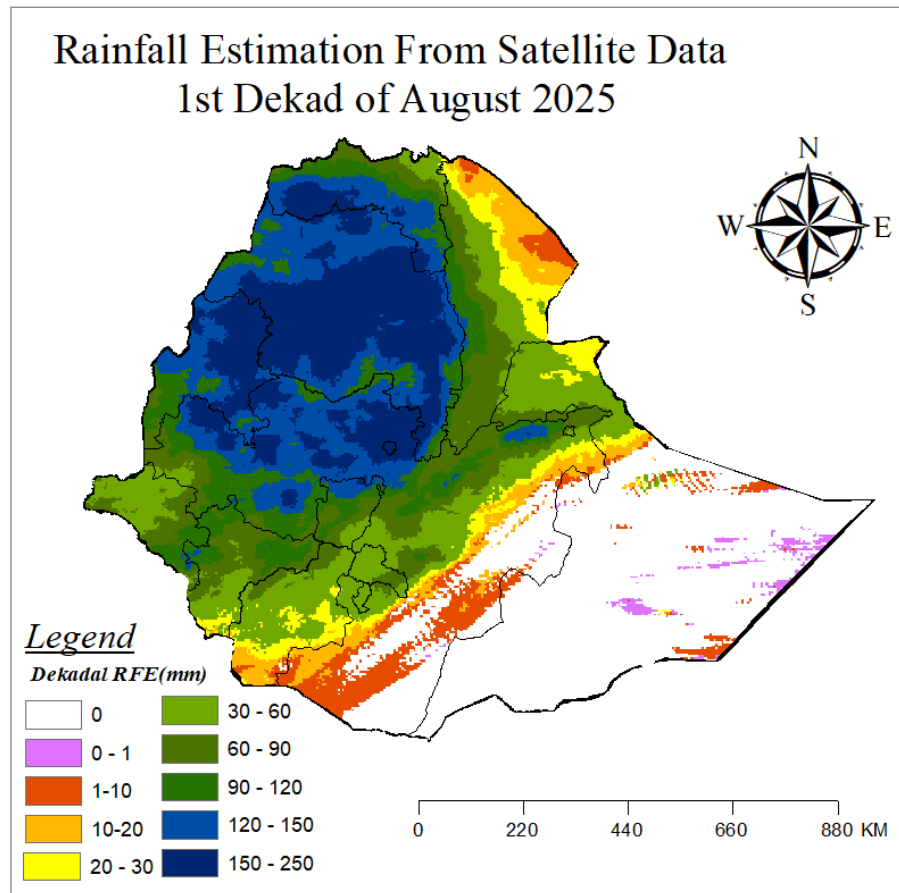 Rainfall Estimation From Satellite Data
1st Dekad of August 2025
N
W E
S
Legend
Dekadal RFE(mm)
0
0 - 1
1-10
10-20
20 - 30
30 - 60
60 - 90
90 - 120
120 - 150
150 - 250
0 220 440 660 880 KM